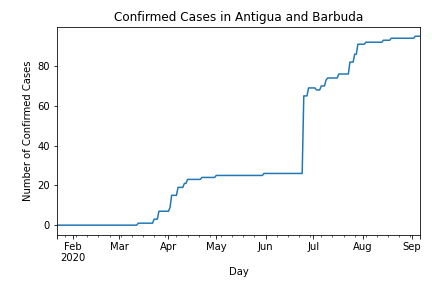 Confirmed Cases in Antigua and Barbuda
Number of Confirmed Cases
80
60
40
20
0
Feb Mar Apr May Jun Jul Aug Sep
2020
Day